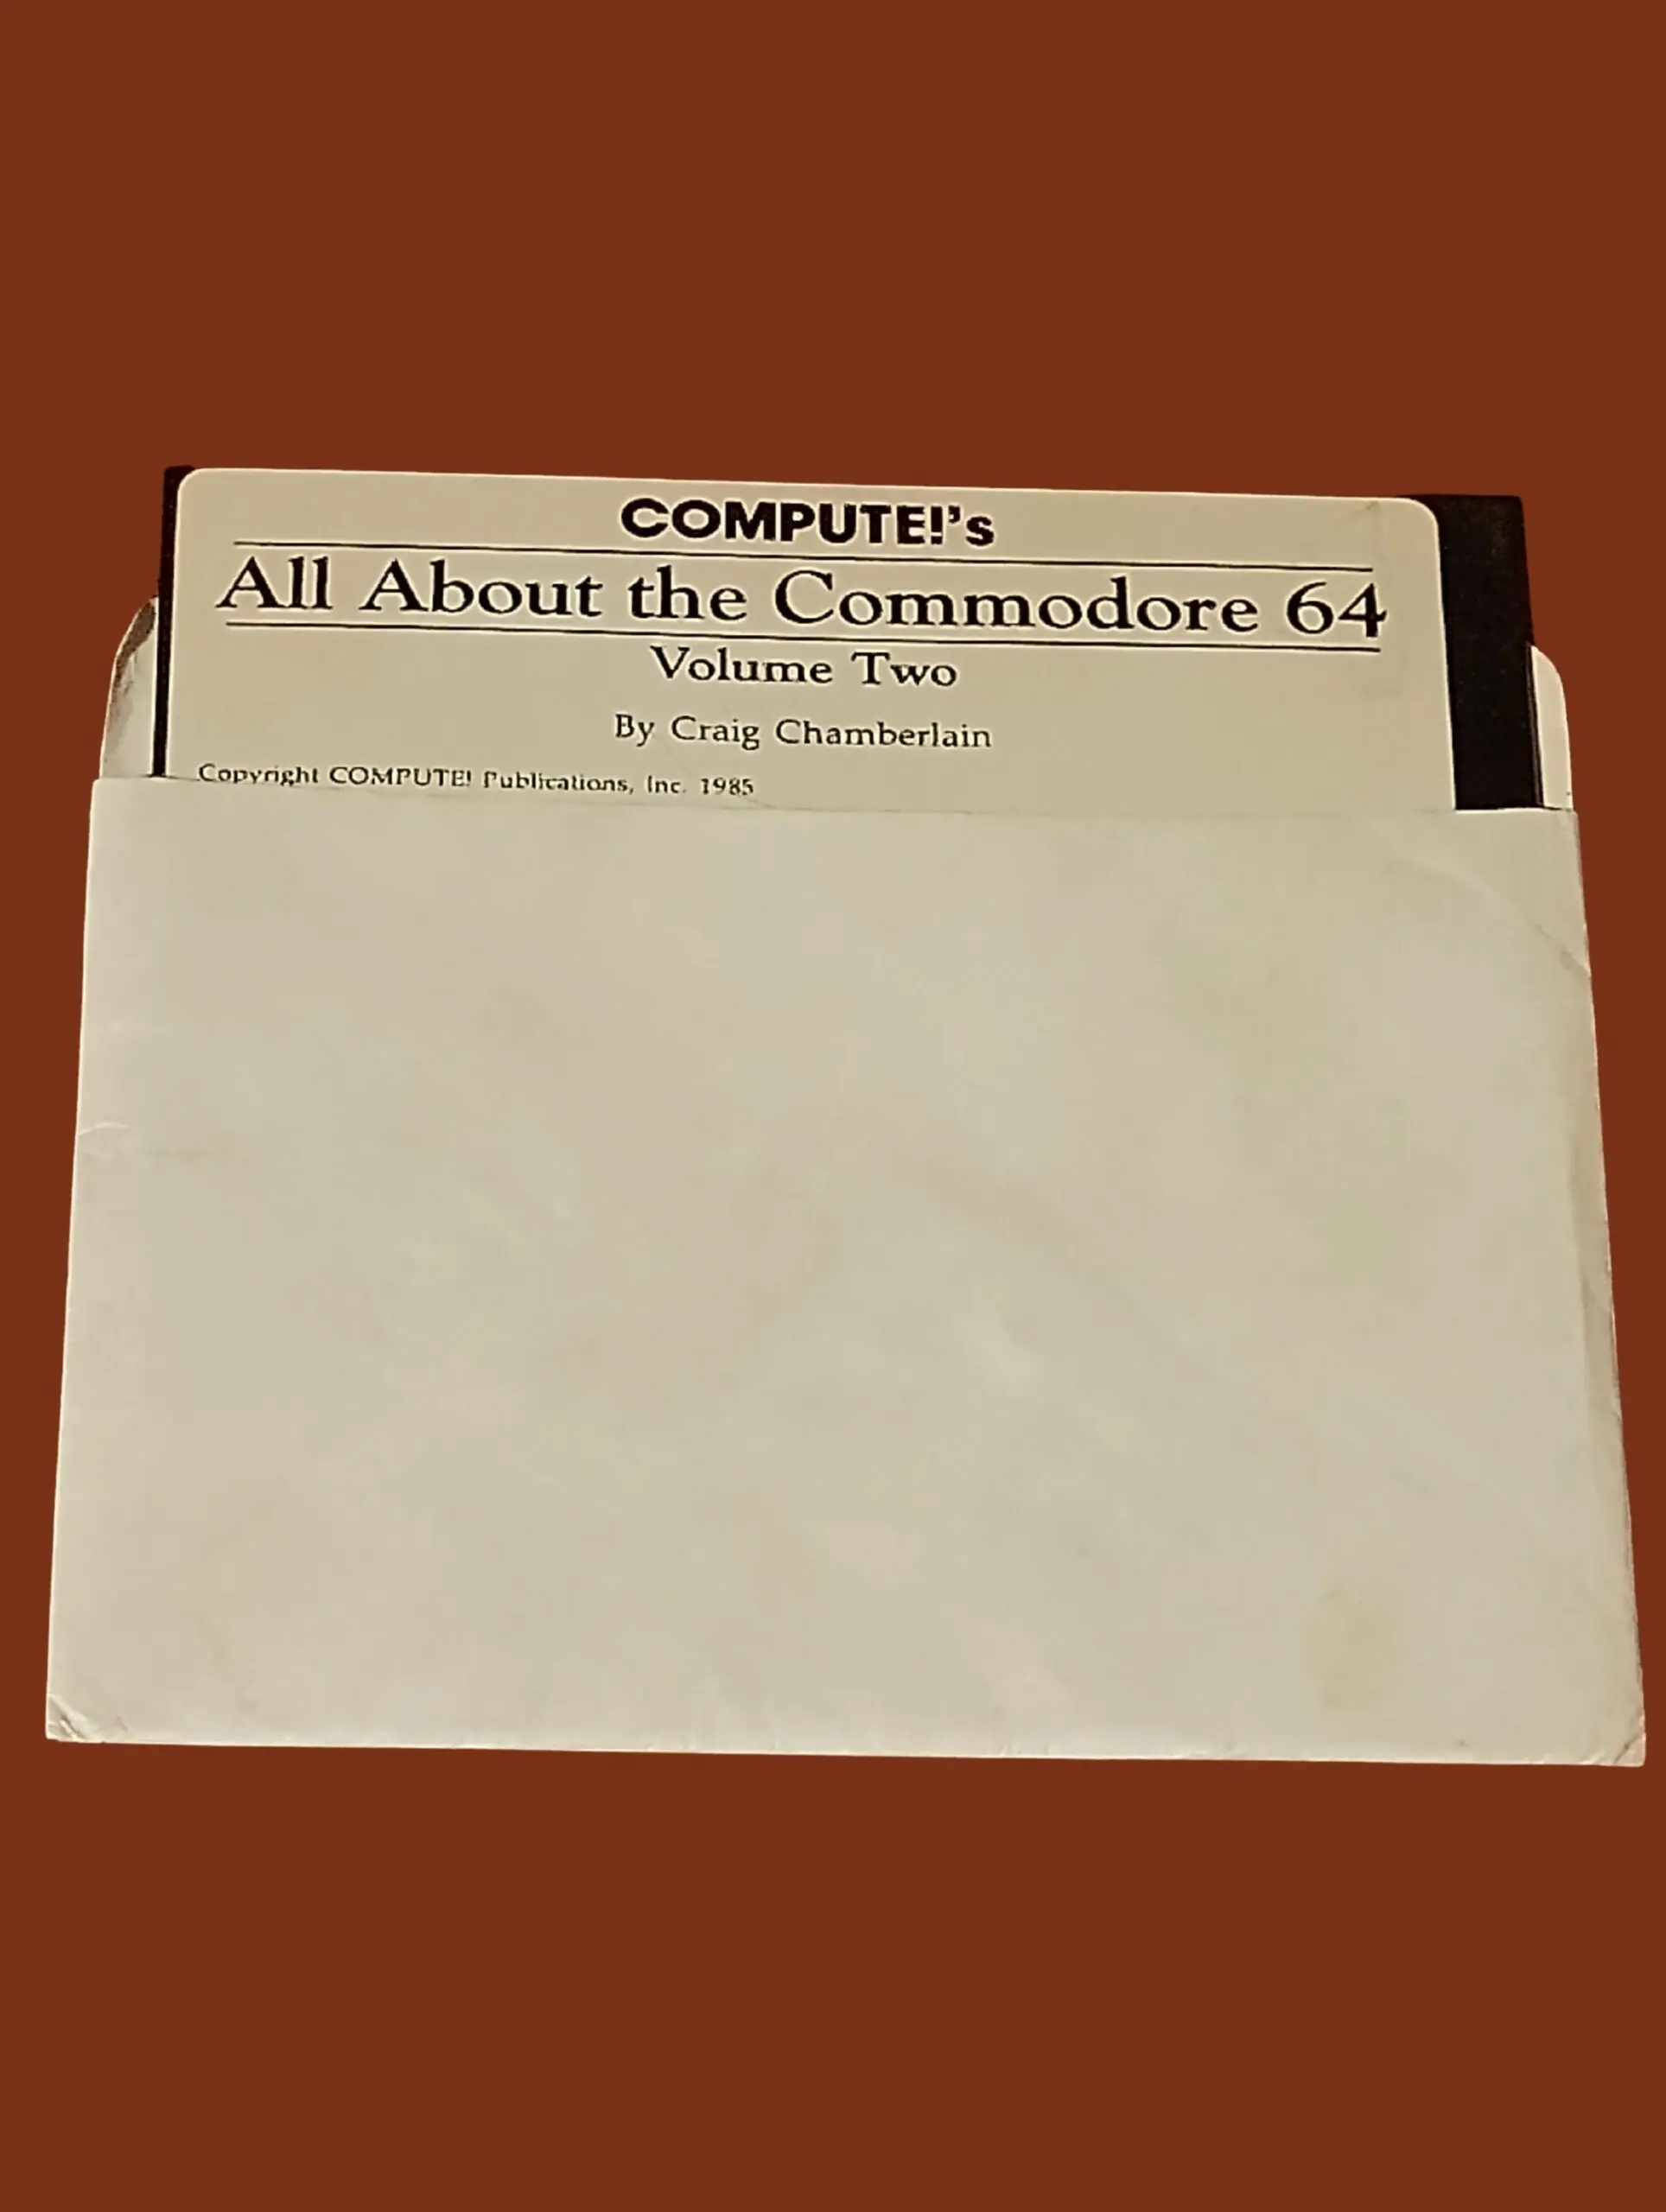 COMPUTE!'s
All About the Commodore 64
Volume Two
By Craig Chamberlain
Copyright COMPUTE! Publications, Inc. 1985